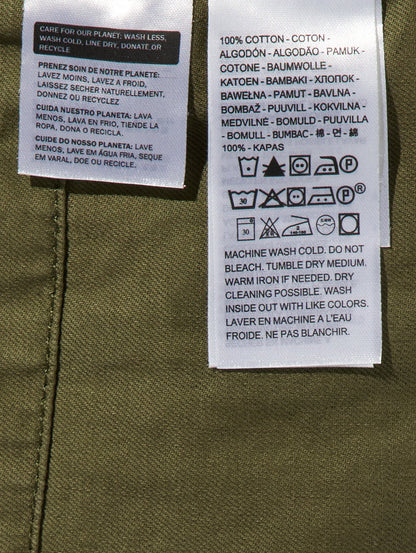 CARE FOR OUR PLANET: WASH LESS,
WASH COLD, LINE DRY, DONATE OR
RECYCLE
PRENEZ SOIN DE NOTRE PLANETE:
LAVEZ MOINS, LAVEZ A FROID,
LAISSEZ SECHER NATURELLEMENT,
DONNEZ OU RECYCLEZ
CUIDA NUESTRO PLANETA: LAVA
MENOS, LAVA EN FRIO, TIENDE LA
ROPA, DONA O RECICLA.
CUIDE DO NOSSO PLANETA: LAVE
MENOS, LAVE EM ÁGUA FRIA, SEQUE
EM VARAL, DOE OU RECICLE.
100% COTTON - COTON -
ALGODÓN - ALGODÃO - PAMUK -
COTONE - BAUMWOLLE -
KATOEN - BAMBAKI - ХЛОПОК -
BAWEŁNA - PAMUT - BAVLNA -
BOMBAŽ - PUUVILL - KOKVILNA -
MEDVILNĖ - BOMULD - PUUVILLA
- BOMULL - BUMBAC - 棉 - 면 - 綿
100% - KAPAS
P
30 P®
30 140-160
MACHINE WASH COLD. DO NOT
BLEACH. TUMBLE DRY MEDIUM.
WARM IRON IF NEEDED. DRY
CLEANING POSSIBLE. WASH
INSIDE OUT WITH LIKE COLORS.
LAVER EN MACHINE A L'EAU
FROIDE. NE PAS BLANCHIR.